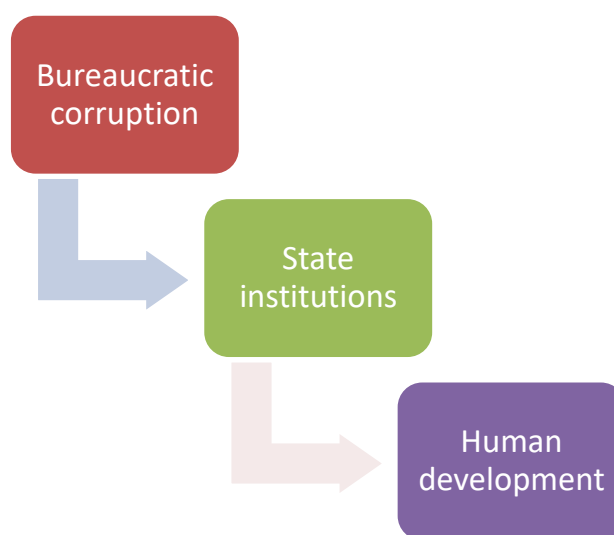 Bureaucratic
corruption
State
institutions
Human
development